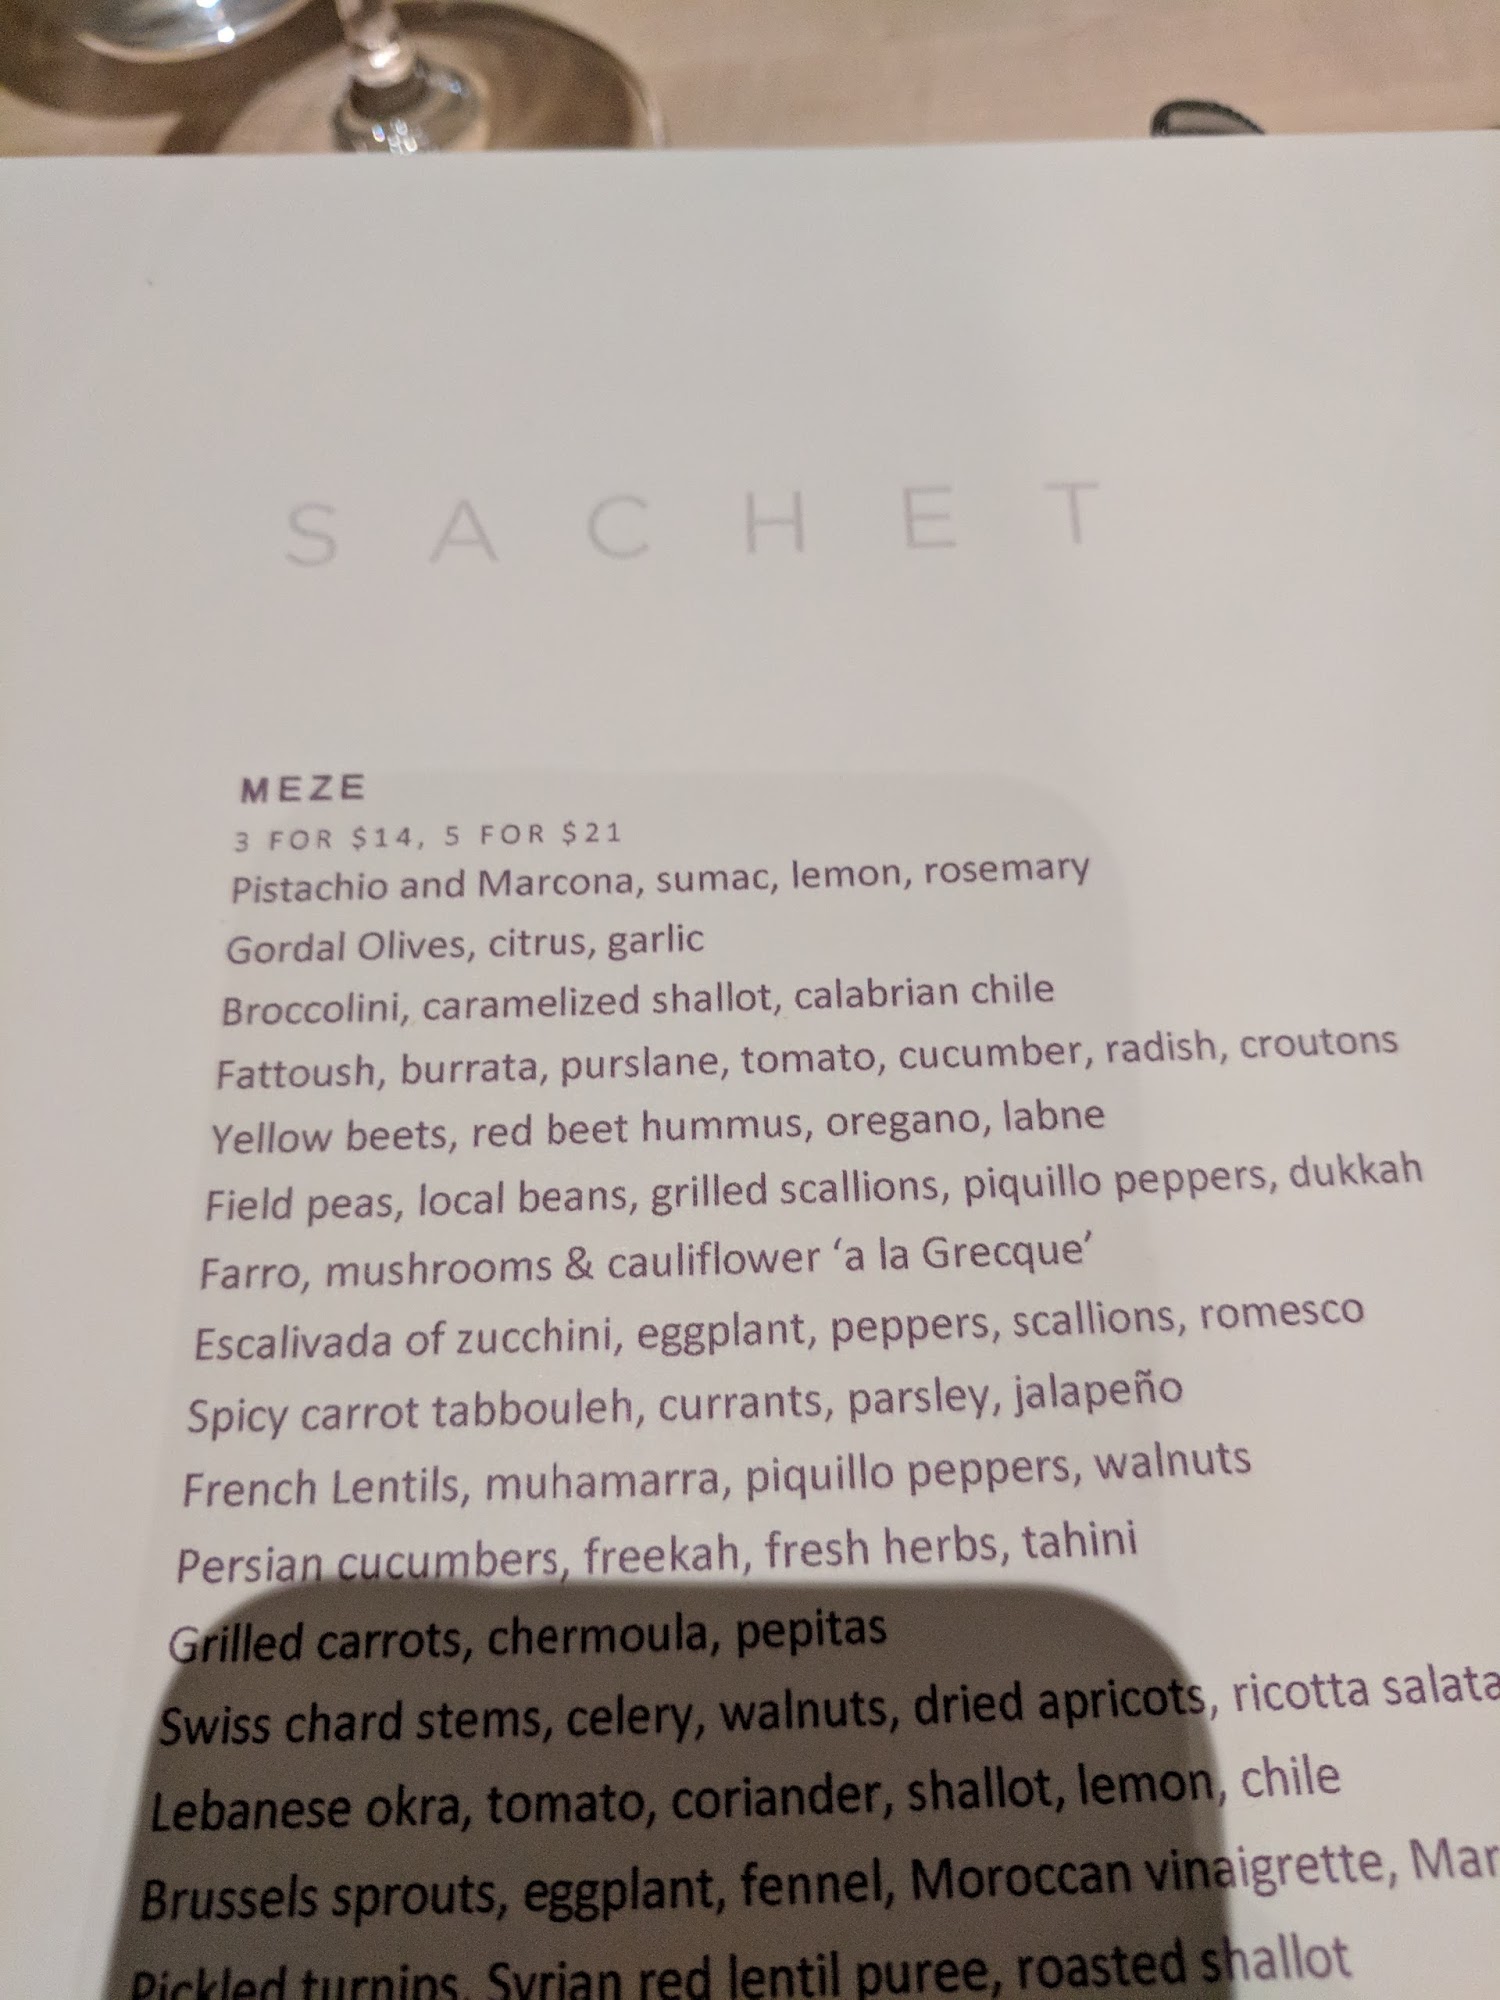 SACHET
MEZE
3 FOR $14, 5 FOR $21
Pistachio and Marcona, sumac, lemon, rosemary
Gordal Olives, citrus, garlic
Broccolini, caramelized shallot, calabrian chile
Fattoush, burrata, purslane, tomato, cucumber, radish, croutons
Yellow beets, red beet hummus, oregano, labne
Field peas, local beans, grilled scallions, piquillo peppers, dukkah
Farro, mushrooms & cauliflower ‘a la Grecque’
Escalivada of zucchini, eggplant, peppers, scallions, romesco
Spicy carrot tabbouleh, currants, parsley, jalapeño
French Lentils, muhamarra, piquillo peppers, walnuts
Persian cucumbers, freekah, fresh herbs, tahini
Grilled carrots, chermoula, pepitas
Swiss chard stems, celery, walnuts, dried apricots, ricotta salata
Lebanese okra, tomato, coriander, shallot, lemon, chile
Brussels sprouts, eggplant, fennel, Moroccan vinaigrette,
Pickled turnips, Syrian red lentil puree, roasted shallot